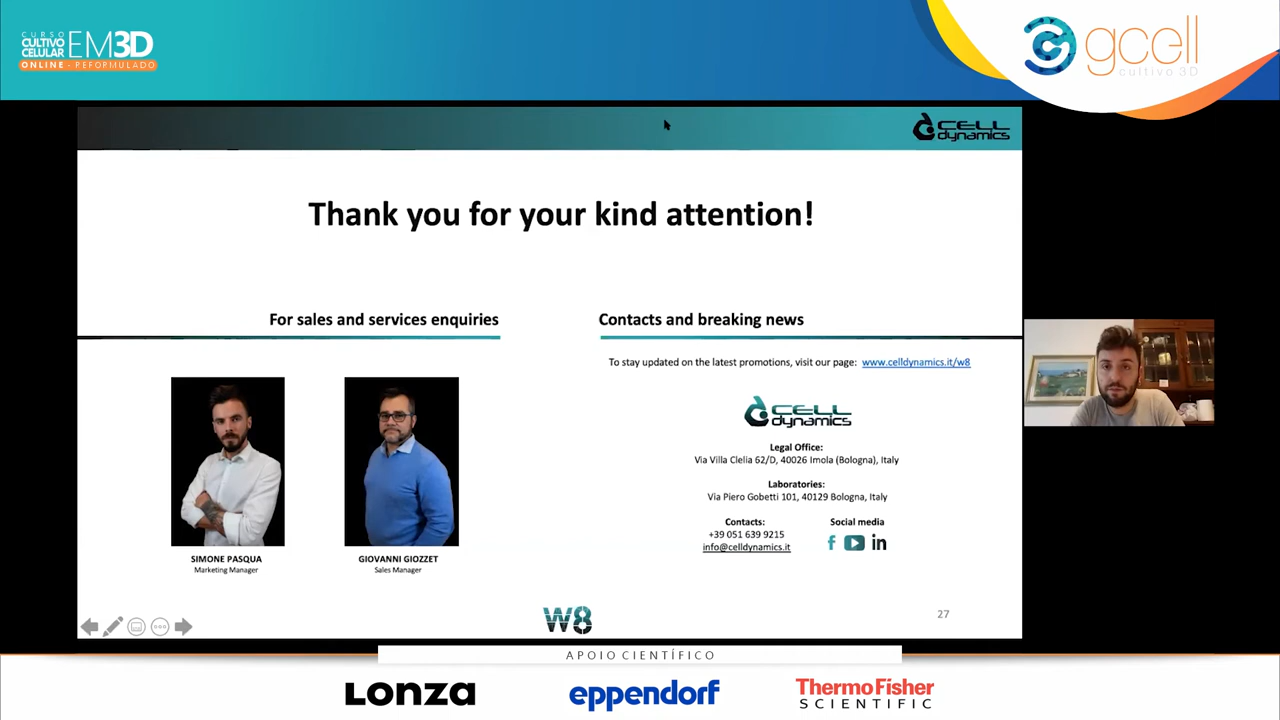 CURSO
CULTIVO
CELULAR
EM3D
ONLINE - PEFORMULADO
gcell
cultivo 3D
CELL
dynamics
Thank you for your kind attention!
For sales and services enquiries
Contacts and breaking news
To stay updated on the latest promotions, visit our page: www.celldynamics.it/w8
CELL
dynamics
Legal Office:
Via Villa Clelia 62/D, 40026 Imola (Bologna), Italy
Laboratories:
Via Piero Gobetti 101, 40129 Bologna, Italy
Contacts:
+39 051 639 9215
info@celldynamics.it
Social media
f
in
SIMONE PASQUA
Marketing Manager
GIOVANNI GIOZZET
Sales Manager
W8
27
APOIO CIENTÍFICO
Lonza
eppendorf
ThermoFisher
SCIENTIFIC